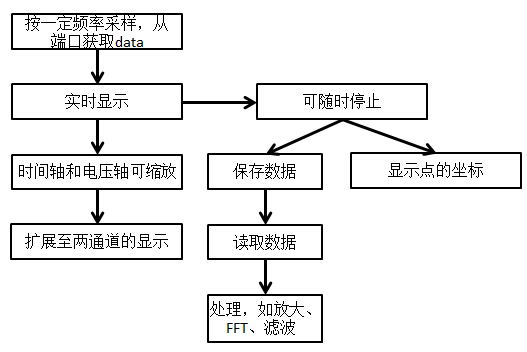 按一定频率采样，从
端口获取data
实时显示
可随时停止
时间轴和电压轴可缩放
保存数据
显示点的坐标
扩展至两通道的显示
读取数据
处理，如放大、
FFT、滤波